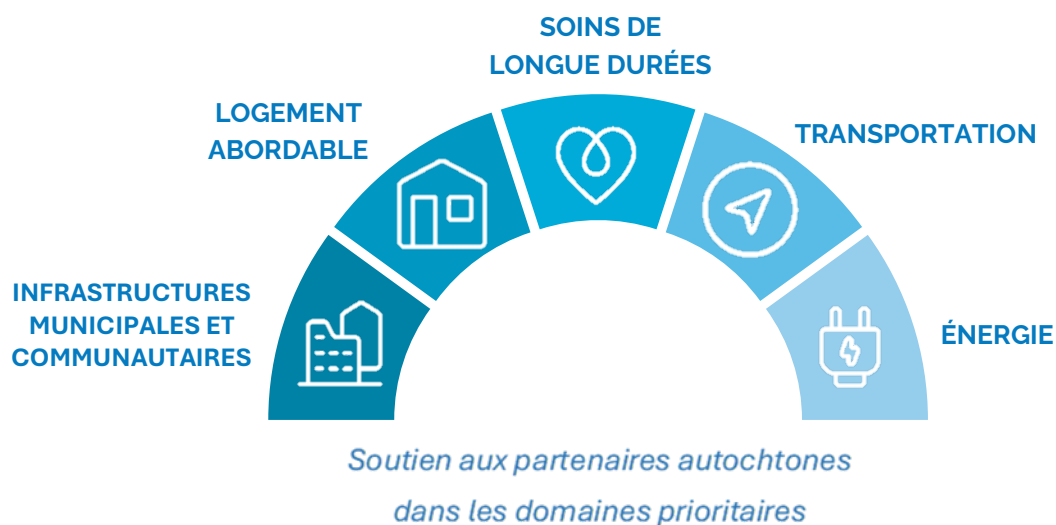 SOINS DE
LONGUE DURÉES
LOGEMENT
ABORDABLE
TRANSPORTATION
INFRASTRUCTURES
MUNICIPALES ET
COMMUNAUTAIRES
ÉNERGIE
Soutien aux partenaires autochtones
dans les domaines prioritaires